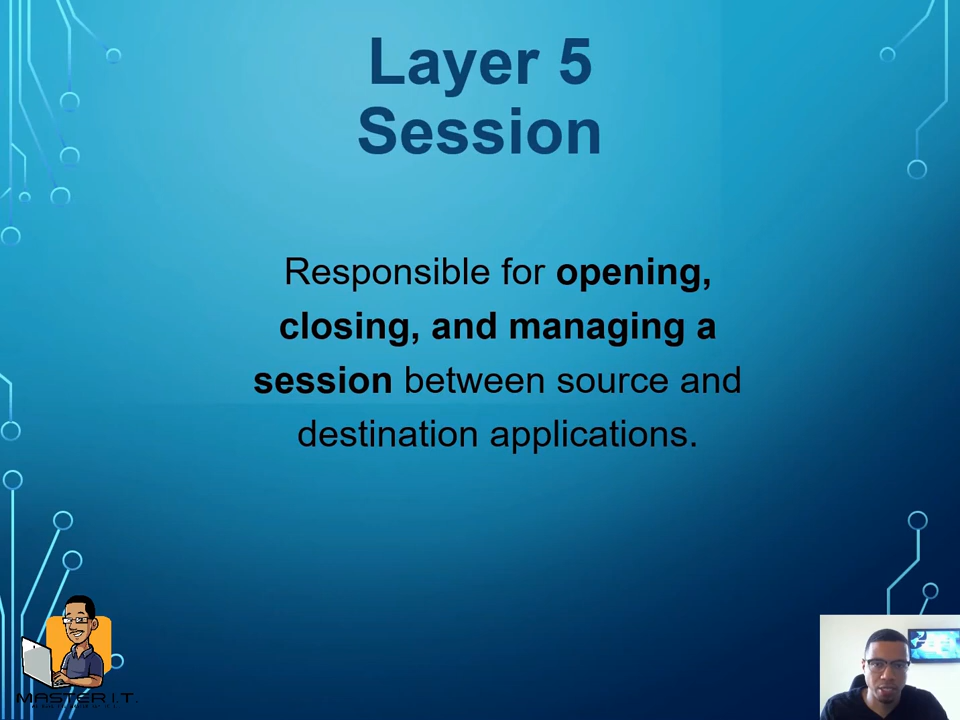 Layer 5
Session
Responsible for opening,
closing, and managing a
session between source and
destination applications.
MASTER I.T.